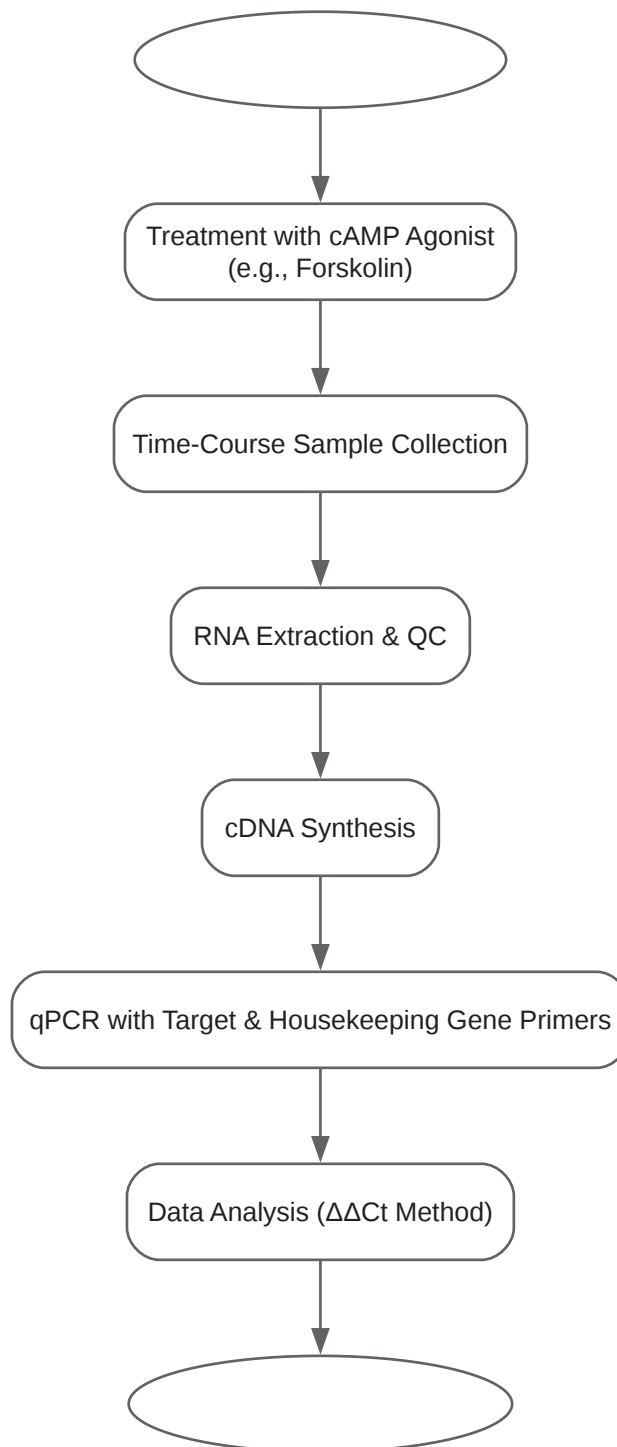 Treatment with cAMP Agonist
(e.g., Forskolin)
Time-Course Sample Collection
RNA Extraction & QC
cDNA Synthesis
qPCR with Target & Housekeeping Gene Primers
Data Analysis (ΔΔCt Method)